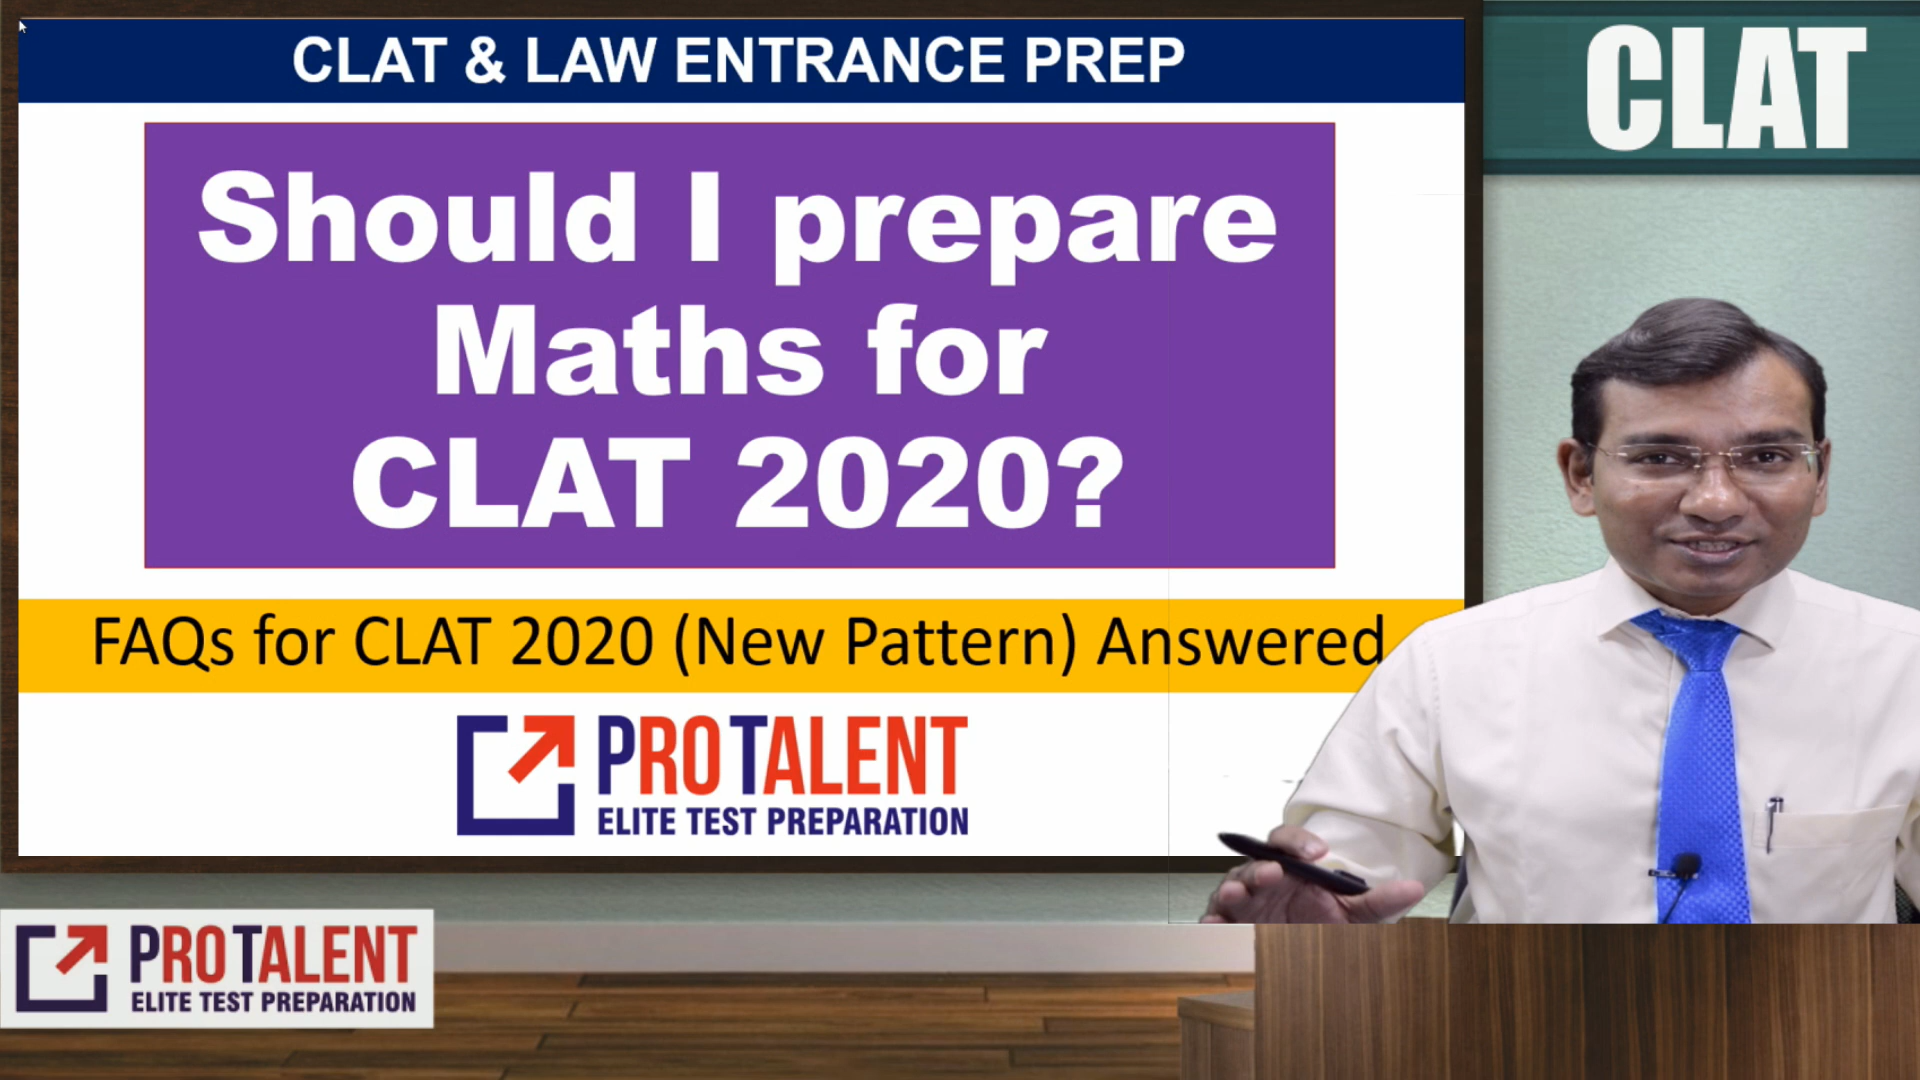 CLAT & LAW ENTRANCE PREP
CLAT
Should I prepare
Maths for
CLAT 2020?
FAQs for CLAT 2020 (New Pattern) Answered
PROTALENT
ELITE TEST PREPARATION
PROTALENT
ELITE TEST PREPARATION